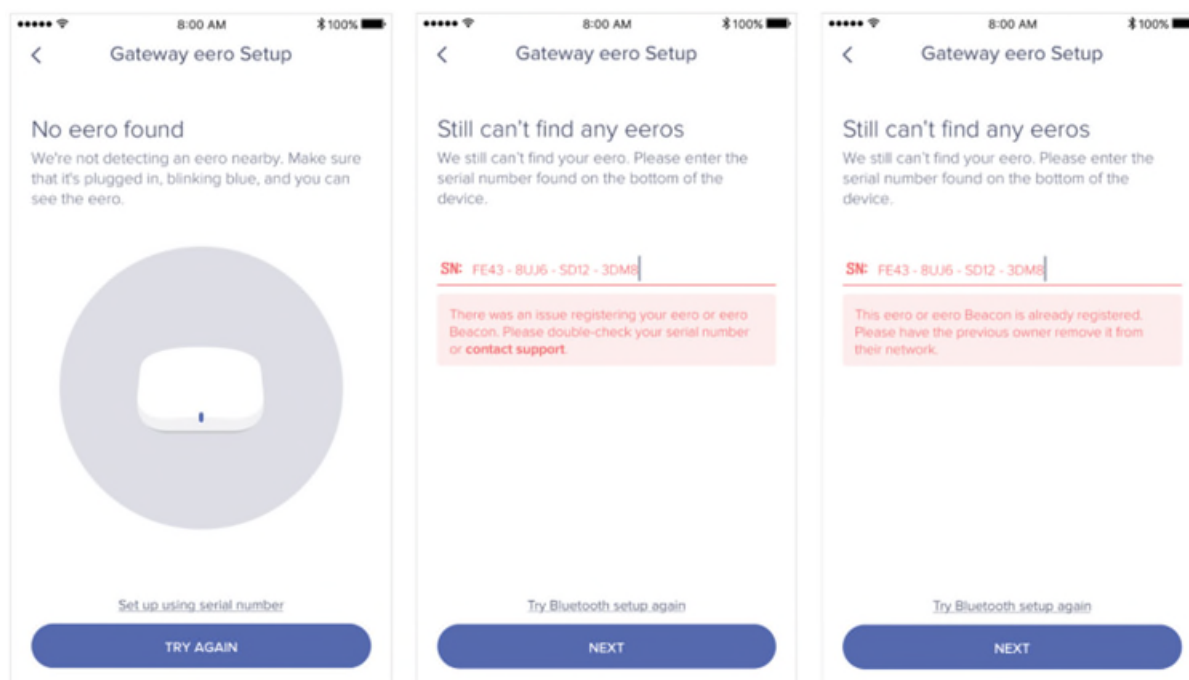 8:00 AM
100%
Gateway eero Setup
No eero found
We're not detecting an eero nearby. Make sure
that it's plugged in, blinking blue, and you can
see the eero.
Set up using serial number
TRY AGAIN
8:00 AM
100%
Gateway eero Setup
Still can't find any eeros
We still can't find your eero. Please enter the
serial number found on the bottom of the
device.
SN: FE43 - 8UJ6 - SD12 - 3DM8
There was an issue registering your eero or eero
Beacon. Please double-check your serial number
or contact support.
Try Bluetooth setup again
NEXT
8:00 AM
100%
Gateway eero Setup
Still can't find any eeros
We still can't find your eero. Please enter the
serial number found on the bottom of the
device.
SN: FE43 - 8UJ6 - SD12 - 3DM8
This eero or eero Beacon is already registered.
Please have the previous owner remove it from
their network.
Try Bluetooth setup again
NEXT